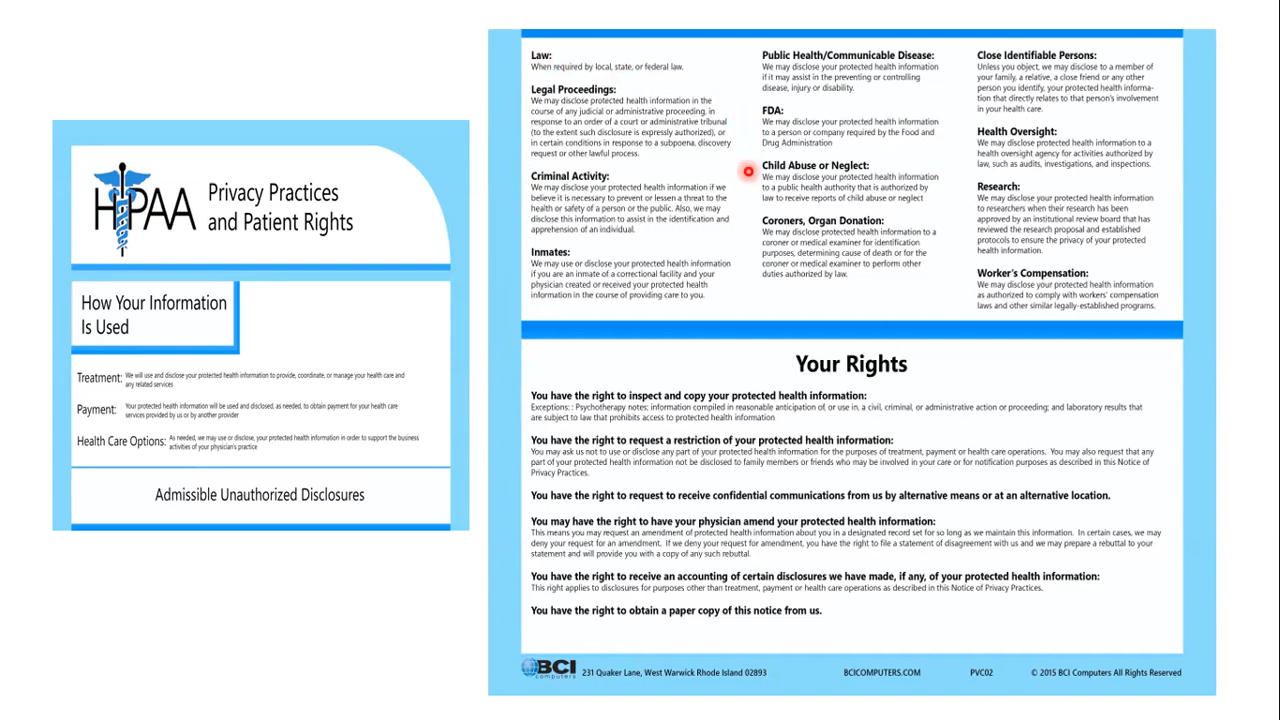 HIPAA
Privacy Practices
and Patient Rights
How Your Information
Is Used
Treatment: We will use and disclose your protected health information to provide, coordinate, or manage your health care and
any related services
Payment: Your protected health information will be used and disclosed, as needed, to obtain payment for your health care
services provided by us or by another provider
Health Care Options: As needed, we may use or disclose, your protected health information in order to support the business
activities of your physician's practice
Admissible Unauthorized Disclosures
Law:
When required by local, state, or federal law.
Legal Proceedings:
We may disclose protected health information in the
course of any judicial or administrative proceeding, in
response to an order of a court or administrative tribunal
(to the extent such disclosure is expressly authorized), or
in certain conditions in response to a subpoena, discovery
request or other lawful process.
Criminal Activity:
We may disclose your protected health information if we
believe it is necessary to prevent or lessen a threat to the
health or safety of a person or the public. Also, we may
disclose this information to assist in the identification and
apprehension of an individual.
Inmates:
We may use or disclose your protected health information
if you are an inmate of a correctional facility and your
physician created or received your protected health
information in the course of providing care to you.
Public Health/Communicable Disease:
We may disclose your protected health information
if it may assist in the preventing or controlling
disease, injury or disability.
FDA:
We may disclose your protected health information
to a person or company required by the Food and
Drug Administration
Child Abuse or Neglect:
We may disclose your protected health information
to a public health authority that is authorized by
law to receive reports of child abuse or neglect
Coroners, Organ Donation:
We may disclose your protected health information to a
coroner or medical examiner for identification
purposes, determining cause of death or for the
coroner or medical examiner to perform other
duties authorized by law.
Close Identifiable Persons:
Unless you object, we may disclose to a member of
your family, a relative, a close friend or any other
person you identify, your protected health informa-
tion that directly relates to that person's involvement
in your health care.
Health Oversight:
We may disclose your protected health information to a
health oversight agency for activities authorized by
law, such as audits, investigations, and inspections.
Research:
We may disclose your protected health information
to researchers when their research has been
approved by an institutional review board that has
reviewed the research proposal and established
protocols to ensure the privacy of your protected
health information.
Worker's Compensation:
We may disclose your protected health information
as authorized to comply with workers' compensation
laws and other similar legally-established programs.
Your Rights
You have the right to inspect and copy your protected health information:
Exceptions: : Psychotherapy notes; information compiled in reasonable anticipation of, or use in, a civil, criminal, or administrative action or proceeding; and laboratory results that
are subject to law that prohibits access to protected health information
You have the right to request a restriction of your protected health information:
You may ask us not to use or disclose any part of your protected health information for the purposes of treatment, payment or health care operations. You may also request that any
part of your protected health information not be disclosed to family members or friends who may be involved in your care or for notification purposes as described in this Notice of
Privacy Practices.
You have the right to request to receive confidential communications from us by alternative means or at an alternative location.
You may have the right to have your physician amend your protected health information:
This means you may request an amendment of protected health information about you in a designated record set for so long as we maintain this information. In certain cases, we may
deny your request for an amendment. If we deny your request for amendment, you have the right to file a statement of disagreement with us and we may prepare a rebuttal to your
statement and will provide you with a copy of any such rebuttal.
You have the right to receive an accounting of certain disclosures we have made, if any, of your protected health information:
This right applies to disclosures for purposes other than treatment, payment or health care operations as described in this Notice of Privacy Practices.
You have the right to obtain a paper copy of this notice from us.
BCI
computers
231 Quaker Lane, West Warwick Rhode Island 02893
BCICOMPUTERS.COM
PVC02
© 2015 BCI Computers All Rights Reserved